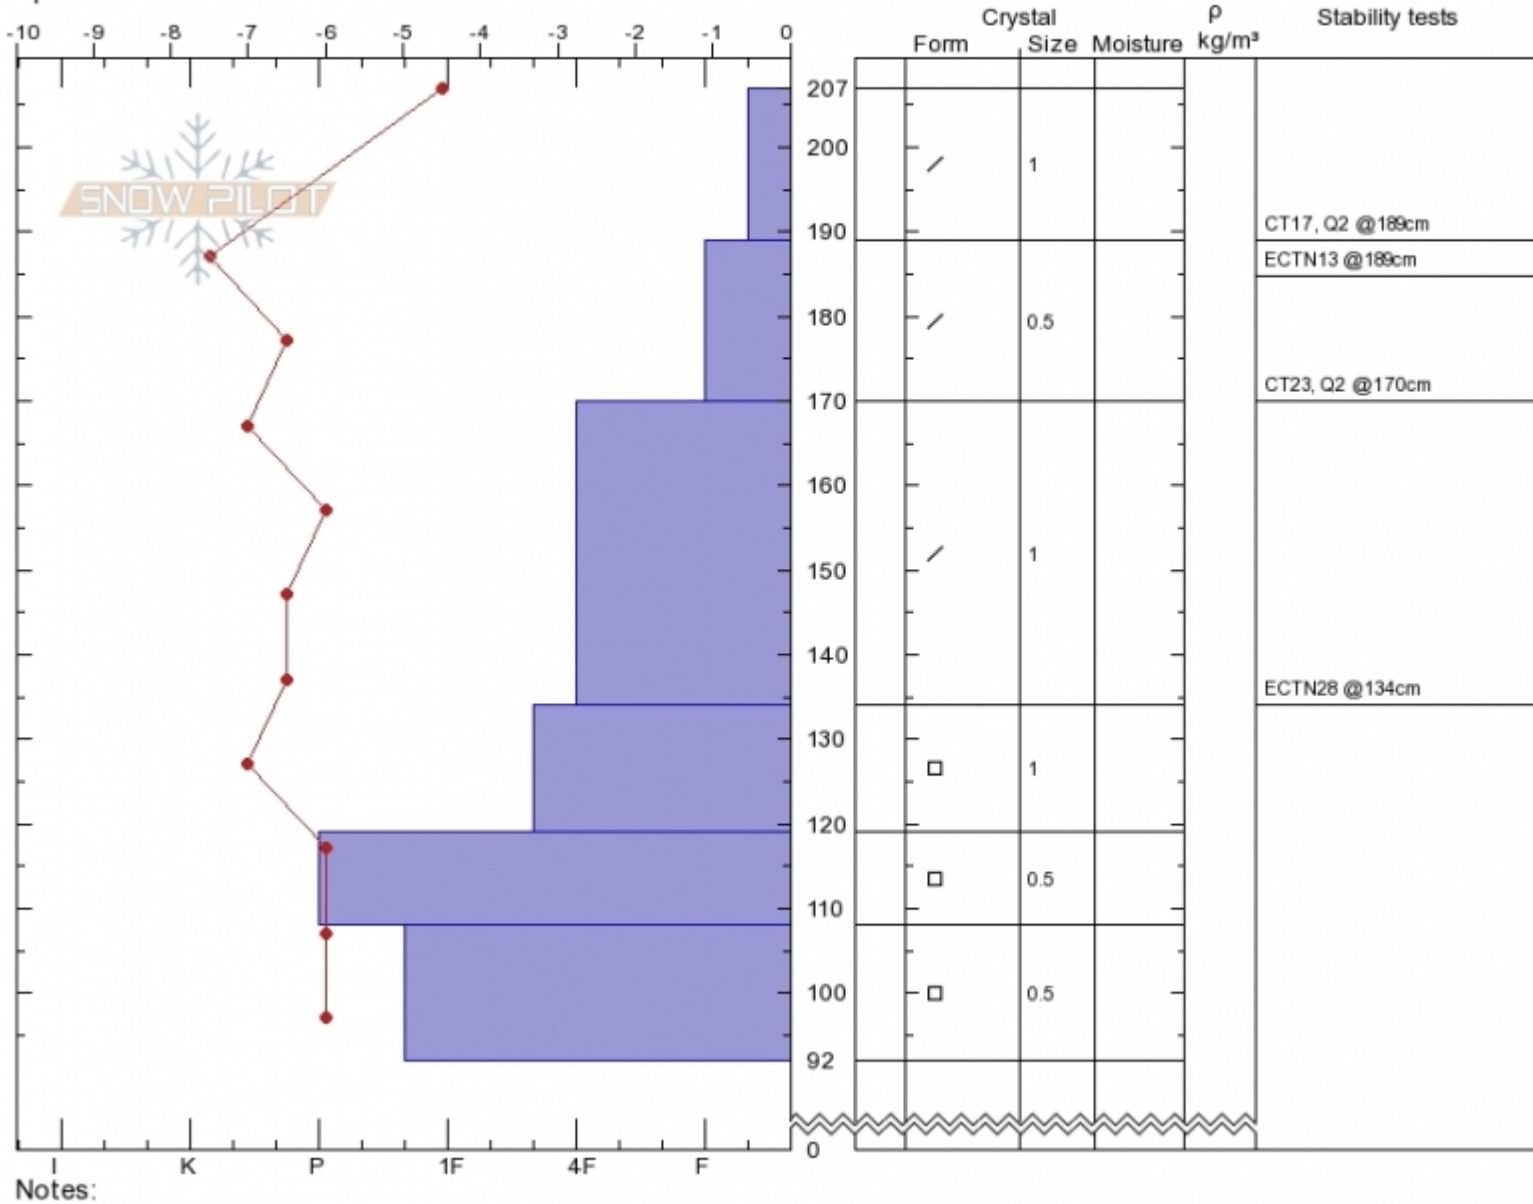 Crystal ρ Stability tests
-10 -9 -8 -7 -6 -5 -4 -3 -2 -1 0 Form Size Moisture kg/m³
207
200 1
SNOW PILOT
190 CT17, Q2 @189cm
ECTN13 @189cm
180 0.5
170 CT23, Q2 @170cm
160
150 1
140
ECTN28 @134cm
130
1
120
0.5
110
100 0.5
92
0
I K P 1F 4F F
Notes: